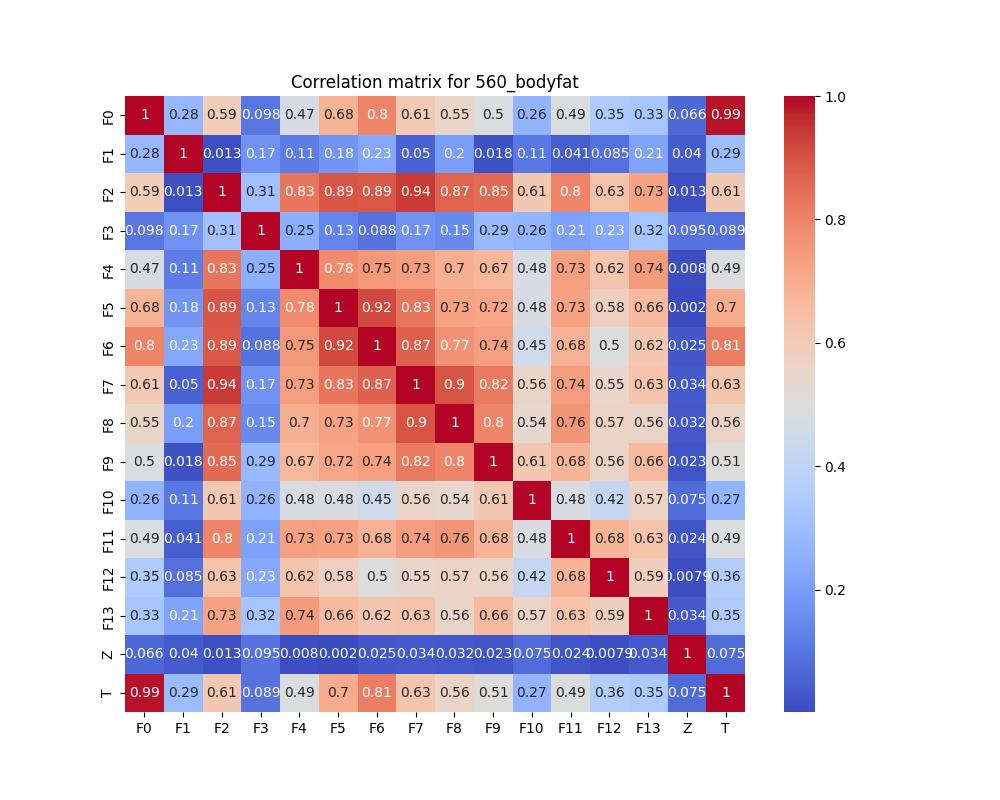 Correlation matrix for 560_bodyfat
F0 1 0.28 0.59 0.098 0.47 0.68 0.8 0.61 0.55 0.5 0.26 0.49 0.35 0.33 0.066 0.99
F1 0.28 1 0.013 0.17 0.11 0.18 0.23 0.05 0.2 0.018 0.11 0.041 0.085 0.21 0.04 0.29
F2 0.59 0.013 1 0.31 0.83 0.89 0.89 0.94 0.87 0.85 0.61 0.8 0.63 0.73 0.013 0.61
F3 0.098 0.17 0.31 1 0.25 0.13 0.088 0.17 0.15 0.29 0.26 0.21 0.23 0.32 0.095 0.089
F4 0.47 0.11 0.83 0.25 1 0.78 0.75 0.73 0.7 0.67 0.48 0.73 0.62 0.74 0.008 0.49
F5 0.68 0.18 0.89 0.13 0.78 1 0.92 0.83 0.73 0.72 0.48 0.73 0.58 0.66 0.002 0.7
F6 0.8 0.23 0.89 0.088 0.75 0.92 1 0.87 0.77 0.74 0.45 0.68 0.5 0.62 0.025 0.81
F7 0.61 0.05 0.94 0.17 0.73 0.83 0.87 1 0.9 0.82 0.56 0.74 0.55 0.63 0.034 0.63
F8 0.55 0.2 0.87 0.15 0.7 0.73 0.77 0.9 1 0.8 0.54 0.76 0.57 0.56 0.032 0.56
F9 0.5 0.018 0.85 0.29 0.67 0.72 0.74 0.82 0.8 1 0.61 0.68 0.56 0.66 0.023 0.51
F10 0.26 0.11 0.61 0.26 0.48 0.48 0.45 0.56 0.54 0.61 1 0.48 0.42 0.57 0.075 0.27
F11 0.49 0.041 0.8 0.21 0.73 0.73 0.68 0.74 0.76 0.68 0.48 1 0.68 0.63 0.024 0.49
F12 0.35 0.085 0.63 0.23 0.62 0.58 0.5 0.55 0.57 0.56 0.42 0.68 1 0.59 0.0079 0.36
F13 0.33 0.21 0.73 0.32 0.74 0.66 0.62 0.63 0.56 0.66 0.57 0.63 0.59 1 0.034 0.35
Z 0.066 0.04 0.013 0.095 0.008 0.002 0.025 0.034 0.032 0.023 0.075 0.024 0.0079 0.034 1 0.075
T 0.99 0.29 0.61 0.089 0.49 0.7 0.81 0.63 0.56 0.51 0.27 0.49 0.36 0.35 0.075 1
F0 F1 F2 F3 F4 F5 F6 F7 F8 F9 F10 F11 F12 F13 Z T
1.0
0.8
0.6
0.4
0.2